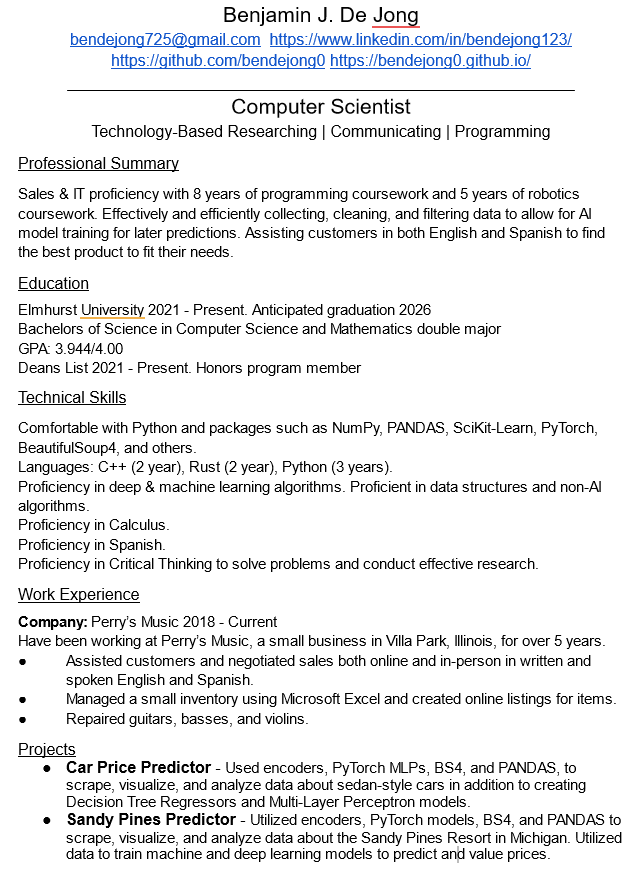 Benjamin J. De Jong
bendejong725@gmail.com https://www.linkedin.com/in/bendejong123/
https://github.com/bendejong0 https://bendejong0.github.io/
Computer Scientist
Technology-Based Researching | Communicating | Programming
Professional Summary
Sales & IT proficiency with 8 years of programming coursework and 5 years of robotics
coursework. Effectively and efficiently collecting, cleaning, and filtering data to allow for AI
model training for later predictions. Assisting customers in both English and Spanish to find
the best product to fit their needs.
Education
Elmhurst University 2021 - Present. Anticipated graduation 2026
Bachelors of Science in Computer Science and Mathematics double major
GPA: 3.944/4.00
Deans List 2021 - Present. Honors program member
Technical Skills
Comfortable with Python and packages such as NumPy, PANDAS, SciKit-Learn, PyTorch,
BeautifulSoup4, and others.
Languages: C++ (2 year), Rust (2 year), Python (3 years).
Proficiency in deep & machine learning algorithms. Proficient in data structures and non-AI
algorithms.
Proficiency in Calculus.
Proficiency in Spanish.
Proficiency in Critical Thinking to solve problems and conduct effective research.
Work Experience
Company: Perry's Music 2018 - Current
Have been working at Perry's Music, a small business in Villa Park, Illinois, for over 5 years.
● Assisted customers and negotiated sales both online and in-person in written and
spoken English and Spanish.
● Managed a small inventory using Microsoft Excel and created online listings for items.
● Repaired guitars, basses, and violins.
Projects
● Car Price Predictor - Used encoders, PyTorch MLPs, BS4, and PANDAS, to
scrape, visualize, and analyze data about sedan-style cars in addition to creating
Decision Tree Regressors and Multi-Layer Perceptron models.
● Sandy Pines Predictor - Utilized encoders, PyTorch models, BS4, and PANDAS to
scrape, visualize, and analyze data about the Sandy Pines Resort in Michigan. Utilized
data to train machine and deep learning models to predict and value prices.